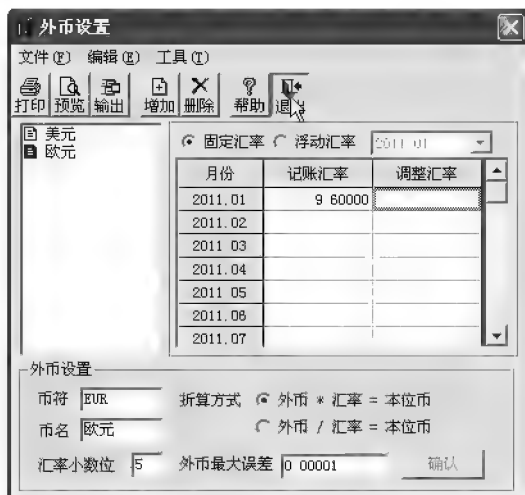 外币设置
文件(F) 编辑(E) 工具(T)
打印 预览 输出 增加 删除 帮助 退出
美元
欧元
固定汇率 浮动汇率 2011 01
月份 记账汇率 调整汇率
2011.01 9 60000
2011.02
2011 03
2011.04
2011 05
2011.06
2011.07
外币设置
币符 EUR 折算方式 外币 * 汇率 = 本位币
币名 欧元 外币 / 汇率 = 本位币
汇率小数位 5 外币最大误差 0 00001 确认